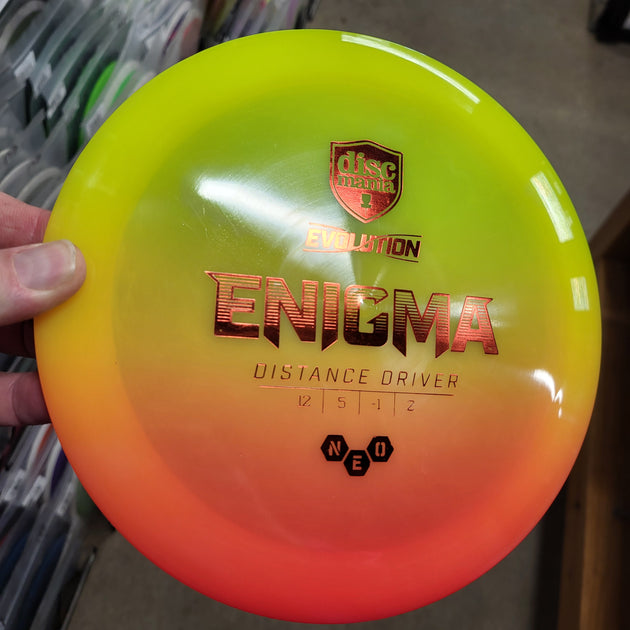 disc
mania
EVOLUTION
ENIGMA
DISTANCE DRIVER
12 | 5 | -1 | 2
NEO